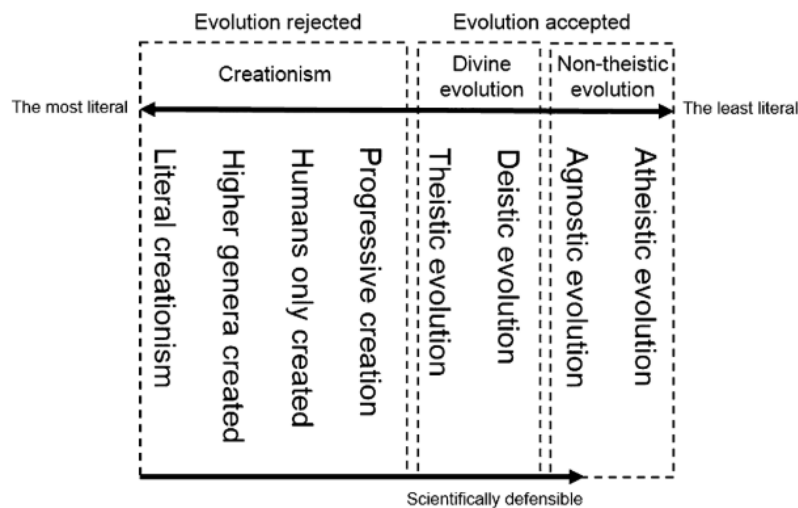 Evolution rejected
Evolution accepted
Creationism
Divine
evolution
Non-theistic
evolution
The most literal
The least literal
Literal creationism
Higher genera created
Humans only created
Progressive creation
Theistic evolution
Deistic evolution
Agnostic evolution
Atheistic evolution
Scientifically defensible